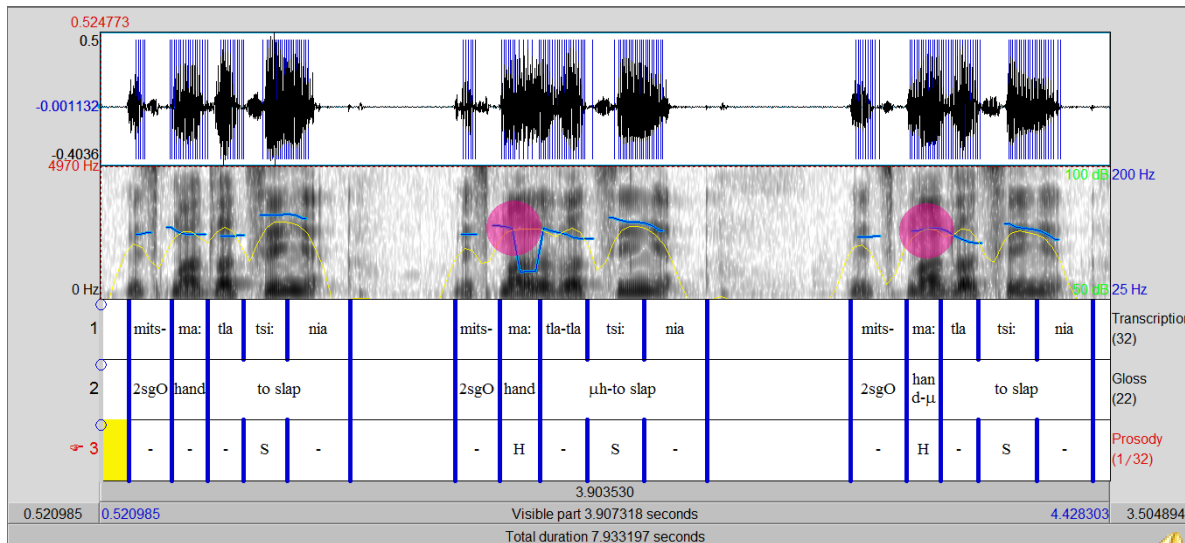 0.524773
0.5
-0.001132
-0.4036
4970 Hz
100 dB 200 Hz
0 Hz
50 dB 25 Hz
1 mits- ma: tla tsi: nia mits- ma: tla-tla tsi: nia mits- ma: tla tsi: nia Transcription
(32)
2 2sgO hand to slap 2sgO hand μh-to slap 2sgO han
d-μ to slap Gloss
(22)
3 - - - S - - H - S - - H - S - Prosody
(1/32)
3.903530
0.520985 0.520985 Visible part 3.907318 seconds 4.428303 3.504894
Total duration 7.933197 seconds